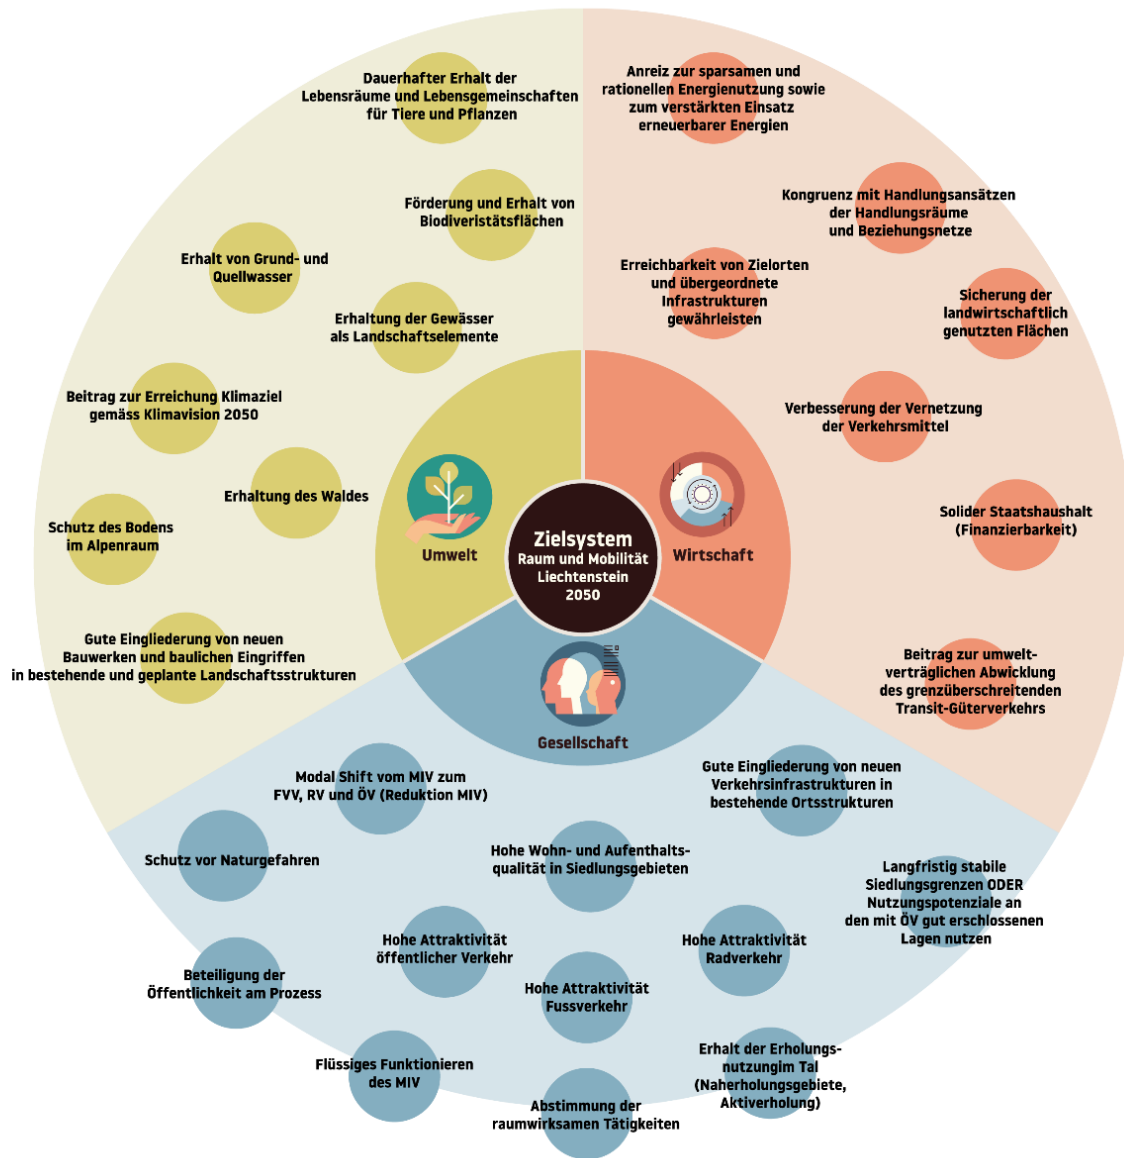 Dauerhafter Erhalt der
Lebensräume und Lebensgemeinschaften
für Tiere und Pflanzen
Förderung und Erhalt von
Biodiveristätsflächen
Erhalt von Grund- und
Quellwasser
Erhaltung der Gewässer
als Landschaftselemente
Beitrag zur Erreichung Klimaziel
gemäss Klimavision 2050
Erhaltung des Waldes
Schutz des Bodens
im Alpenraum
Gute Eingliederung von neuen
Bauwerken und baulichen Eingriffen
in bestehende und geplante Landschaftsstrukturen
Anreiz zur sparsamen und
rationellen Energienutzung sowie
zum verstärkten Einsatz
erneuerbarer Energien
Kongruenz mit Handlungsansätzen
der Handlungsräume
und Beziehungsnetze
Erreichbarkeit von Zielorten
und übergeordnete
Infrastrukturen
gewährleisten
Sicherung der
landwirtschaftlich
genutzten Flächen
Verbesserung der Vernetzung
der Verkehrsmittel
Solider Staatshaushalt
(Finanzierbarkeit)
Beitrag zur umwelt-
verträglichen Abwicklung
des grenzüberschreitenden
Transit-Güterverkehrs
Umwelt
Zielsystem
Raum und Mobilität
Liechtenstein
2050
Wirtschaft
Gesellschaft
Modal Shift vom MIV zum
FVV, RV und ÖV (Reduktion MIV)
Gute Eingliederung von neuen
Verkehrsinfrastrukturen in
bestehende Ortsstrukturen
Schutz vor Naturgefahren
Hohe Wohn- und Aufenthalts-
qualität in Siedlungsgebieten
Langfristig stabile
Siedlungsgrenzen ODER
Nutzungspotenziale an
den mit ÖV gut erschlossenen
Lagen nutzen
Hohe Attraktivität
öffentlicher Verkehr
Hohe Attraktivität
Radverkehr
Beteiligung der
Öffentlichkeit am Prozess
Hohe Attraktivität
Fussverkehr
Flüssiges Funktionieren
des MIV
Erhalt der Erholungs-
nutzungim Tal
(Naherholungsgebiete,
Aktiverholung)
Abstimmung der
raumwirksamen Tätigkeiten